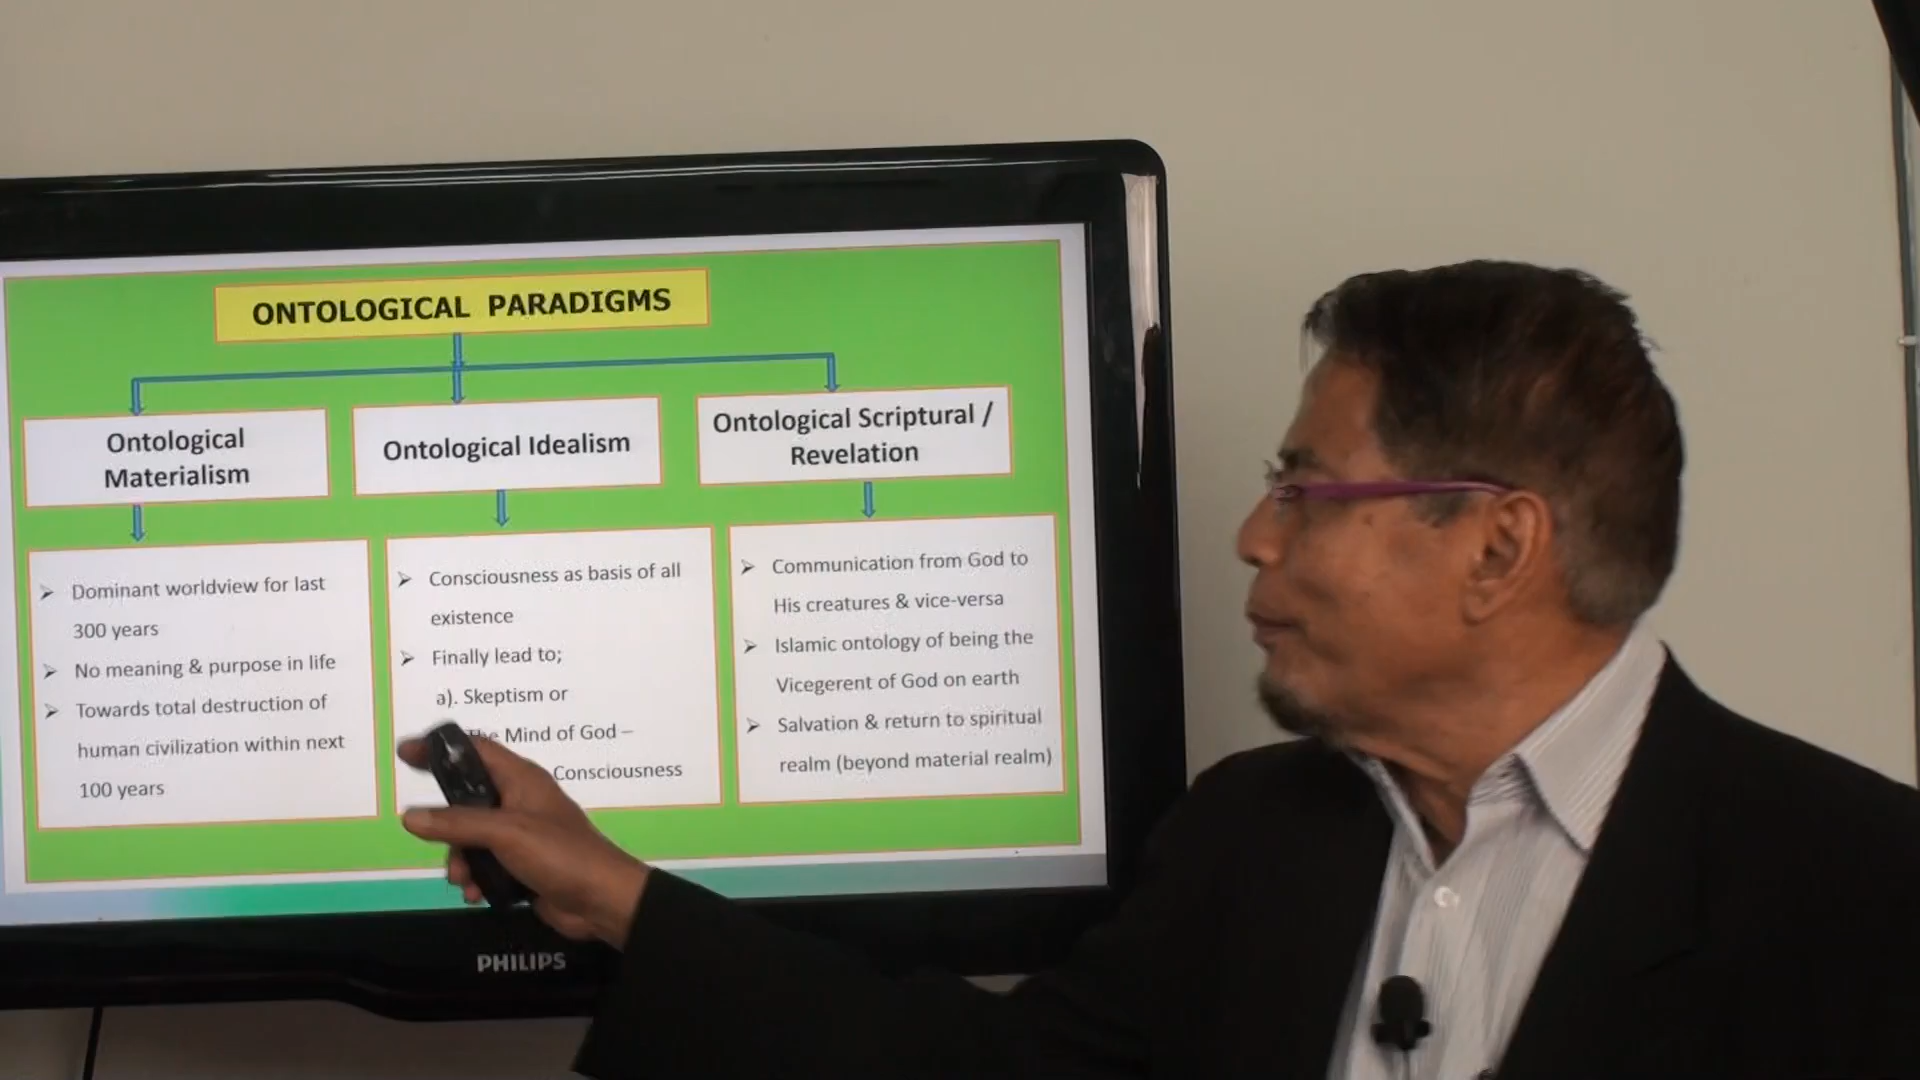 ONTOLOGICAL PARADIGMS
Ontological
Materialism
➢ Dominant worldview for last
300 years
➢ No meaning & purpose in life
➢ Towards total destruction of
human civilization within next
100 years
Ontological Idealism
➢ Consciousness as basis of all
existence
➢ Finally lead to;
a). Skeptism or
Mind of God –
Consciousness
Ontological Scriptural /
Revelation
➢ Communication from God to
His creatures & vice-versa
➢ Islamic ontology of being the
Vicegerent of God on earth
➢ Salvation & return to spiritual
realm (beyond material realm)
PHILIPS